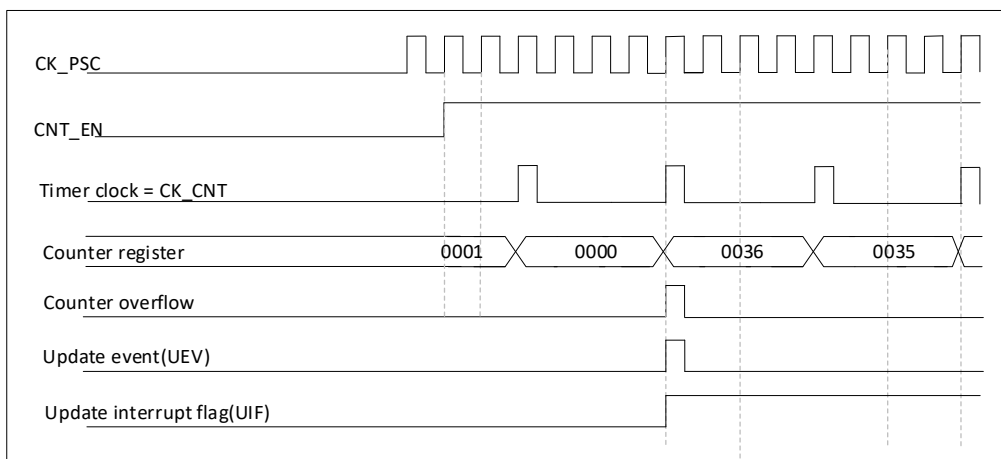 CK_PSC
CNT_EN
Timer clock = CK_CNT
Counter register 0001 0000 0036 0035
Counter overflow
Update event(UEV)
Update interrupt flag(UIF)